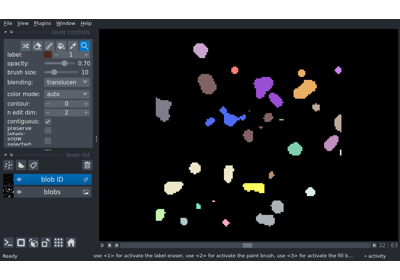 File View Plugins Window Help
layer controls
label: 1
opacity: 0.70
brush size: 10
blending: translucen
color mode: auto
contour: 0
n edit dim: 2
contiguous:
preserve
labels:
show
selected:
layer list
blob ID
blobs
32 63
Ready
use <1> for activate the label eraser, use <2> for activate the paint brush, use <3> for activate the fill b...
activity